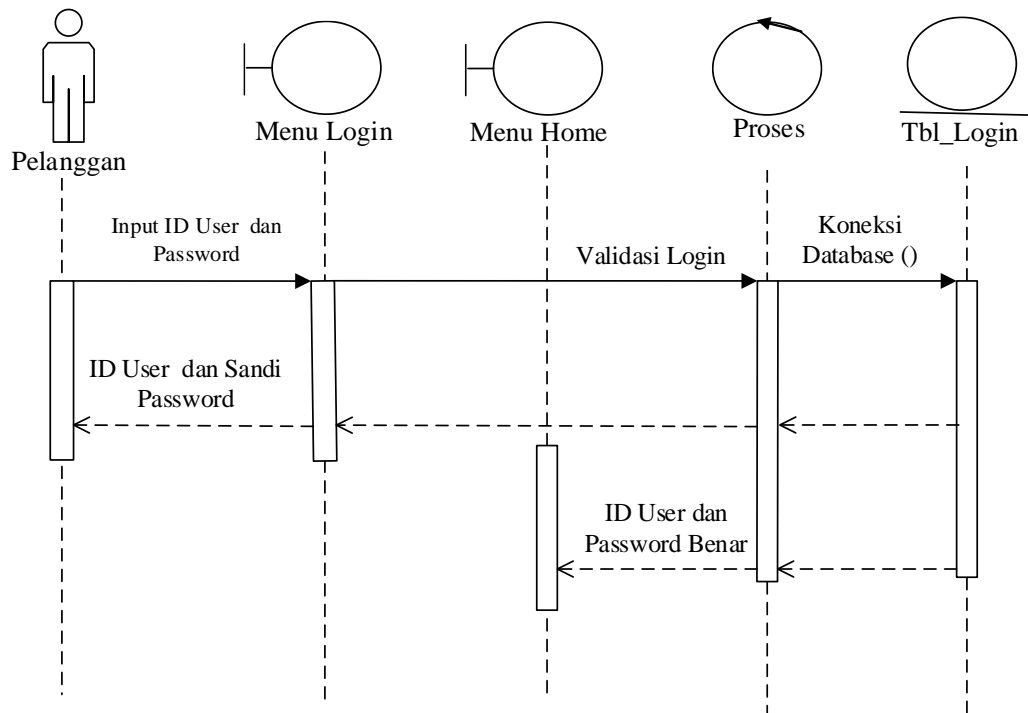 Menu Login
Menu Home
Proses
Tbl_Login
Pelanggan
Input ID User dan
Password
Validasi Login
Koneksi
Database ()
ID User dan Sandi
Password
ID User dan
Password Benar